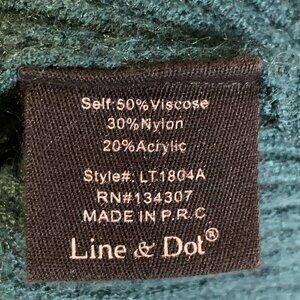 Self:50%Viscose
30%Nylon
20%Acrylic
Style#: LT1804A
RN#134307
MADE IN P.R.C
Line & Dot®